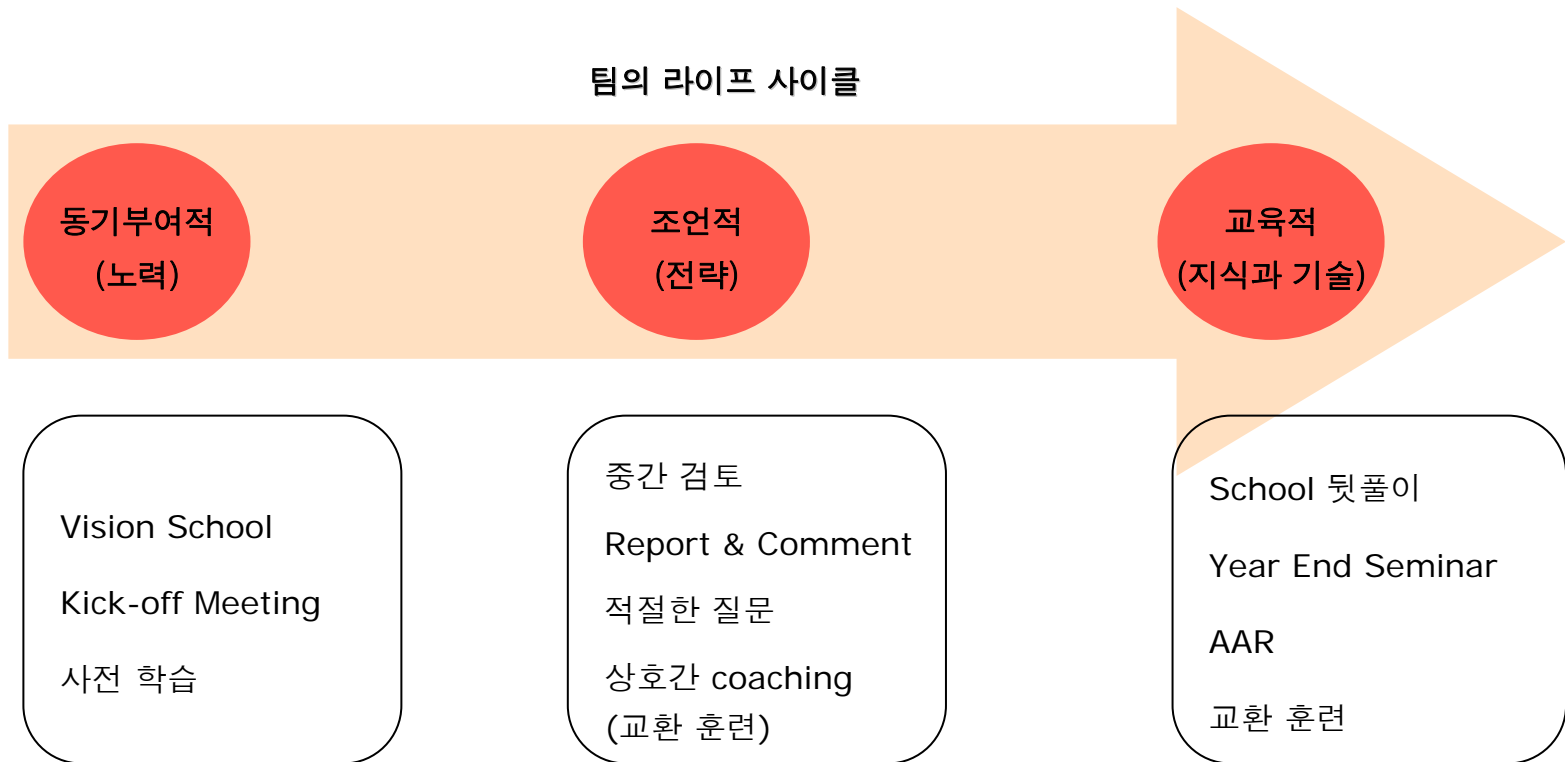 팀의 라이프 사이클
동기부여적
(노력)
조언적
(전략)
교육적
(지식과 기술)
Vision School
Kick-off Meeting
사전 학습
중간 검토
Report & Comment
적절한 질문
상호간 coaching
(교환 훈련)
School 뒷풀이
Year End Seminar
AAR
교환 훈련